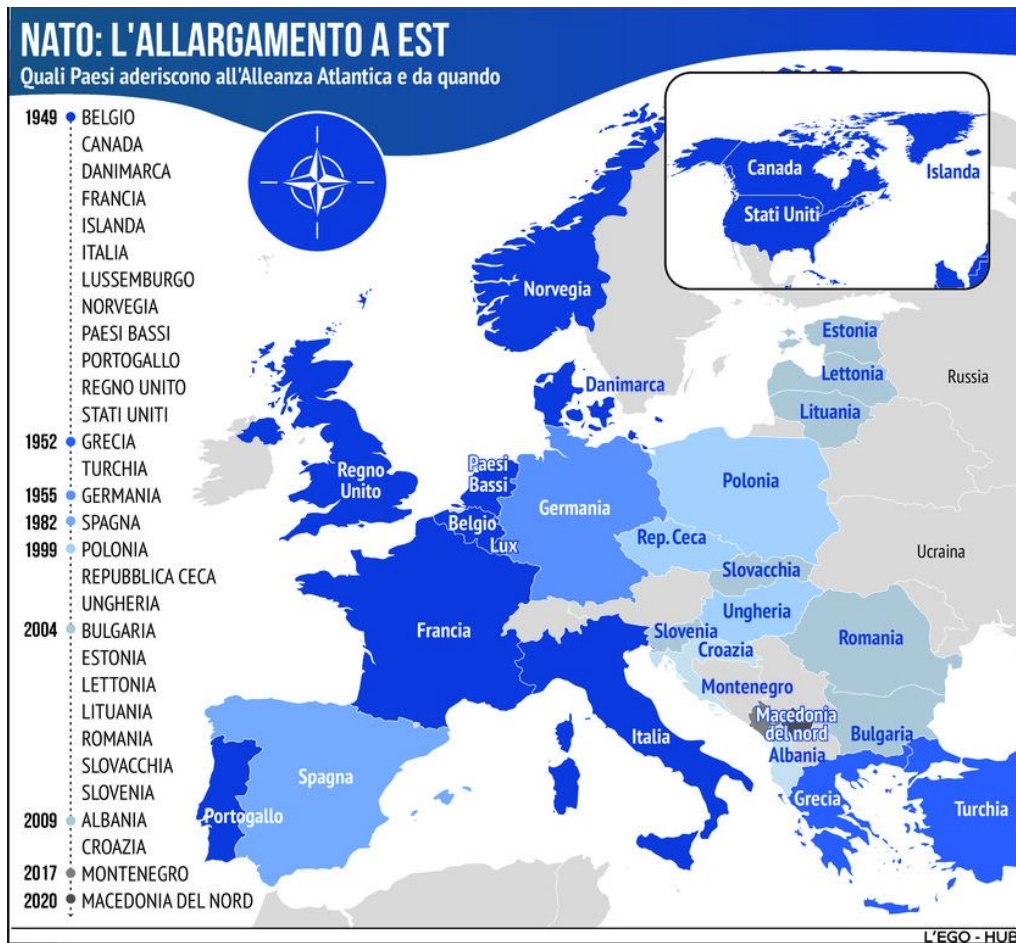 NATO: L'ALLARGAMENTO A EST
Quali Paesi aderiscono all'Alleanza Atlantica e da quando
1949 BELGIO
CANADA
DANIMARCA
FRANCIA
ISLANDA
ITALIA
LUSSEMBURGO
NORVEGIA
PAESI BASSI
PORTOGALLO
REGNO UNITO
STATI UNITI
1952 GRECIA
TURCHIA
1955 GERMANIA
1982 SPAGNA
1999 POLONIA
REPUBBLICA CECA
UNGHERIA
2004 BULGARIA
ESTONIA
LETTONIA
LITUANIA
ROMANIA
SLOVACCHIA
SLOVENIA
2009 ALBANIA
CROAZIA
2017 MONTENEGRO
2020 MACEDONIA DEL NORD
Canada
Islanda
Stati Uniti
Norvegia
Estonia
Lettonia
Russia
Danimarca
Lituania
Regno
Unito
Paesi
Bassi
Polonia
Germania
Belgio
Lux
Rep. Ceca
Ucraina
Slovacchia
Ungheria
Francia
Slovenia
Romania
Croazia
Montenegro
Macedonia
del nord
Italia
Bulgaria
Albania
Spagna
Portogallo
Grecia
Turchia
L'EGO - HUB